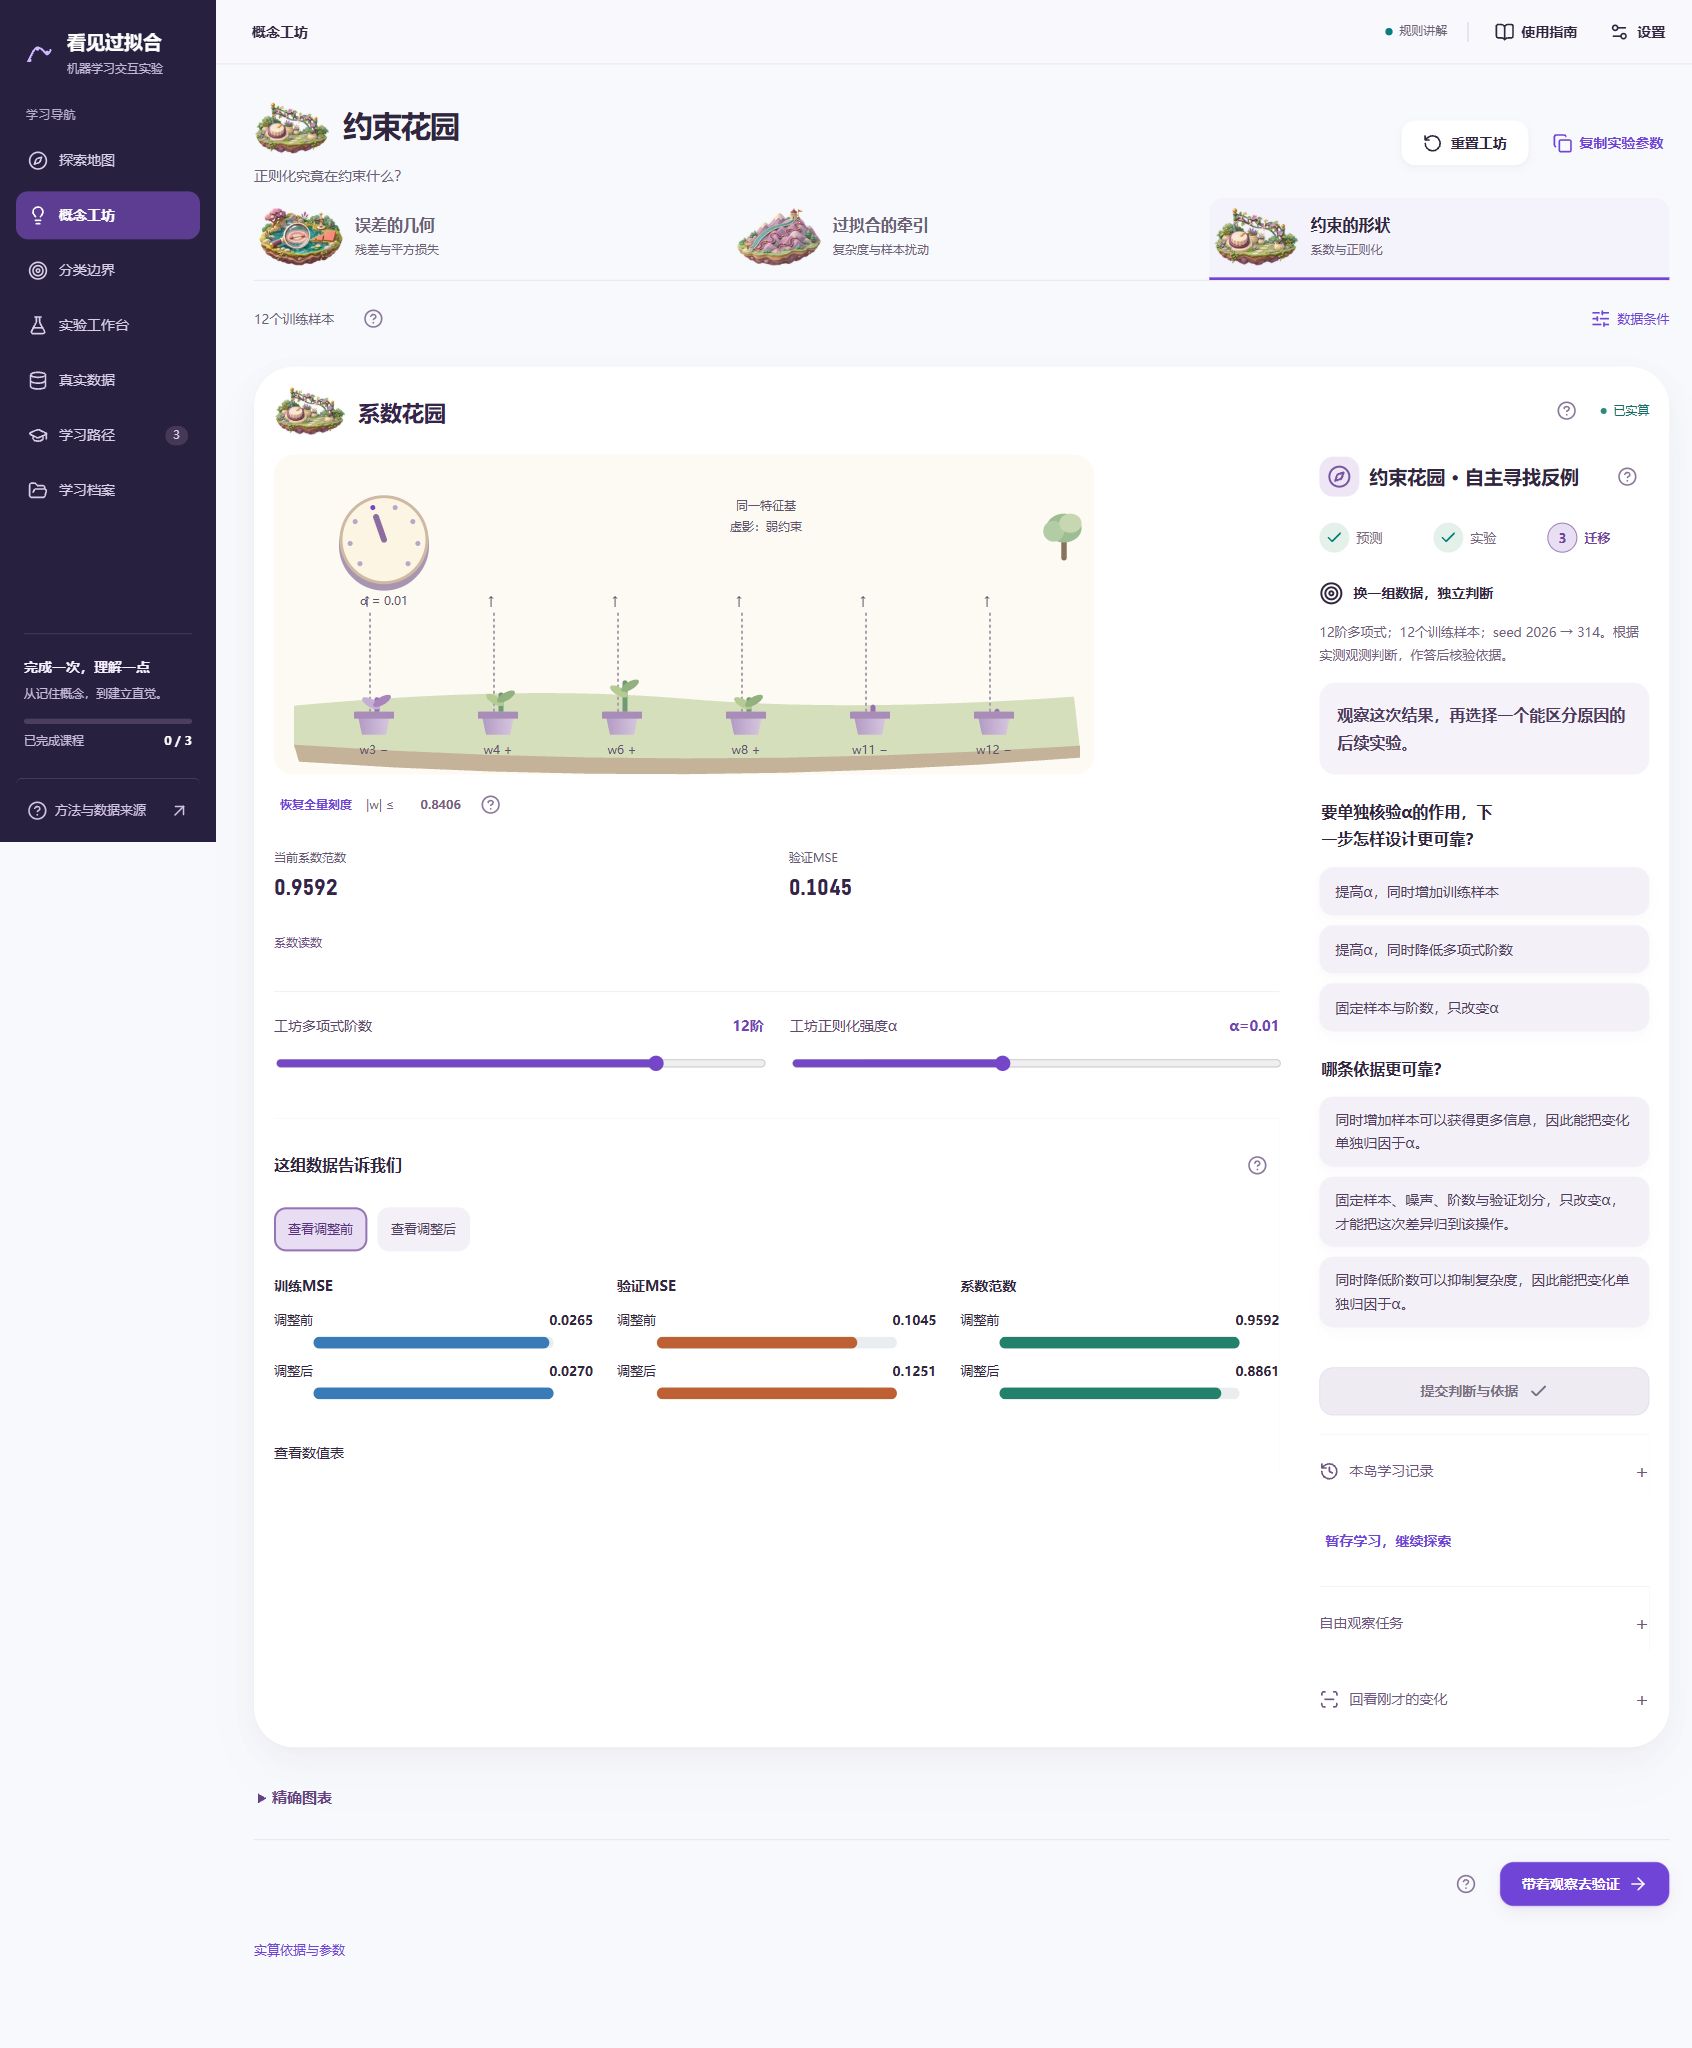 看见过拟合
机器学习交互实验
学习导航
探索地图
概念工坊
分类边界
实验工作台
真实数据
学习路径
3
学习档案
完成一次，理解一点
从记住概念，到建立直觉。
已完成课程
0 / 3
方法与数据来源
概念工坊
规则讲解
使用指南
设置
约束花园
正则化究竟在约束什么？
重置工坊
复制实验参数
误差的几何
残差与平方损失
过拟合的牵引
复杂度与样本扰动
约束的形状
系数与正则化
12个训练样本
数据条件
系数花园
已实算
同一特征基
虚影：弱约束
α = 0.01
w3 −
w4 +
w6 +
w8 +
w11 −
w12 −
恢复全量刻度
|w| ≤
0.8406
当前系数范数
0.9592
验证MSE
0.1045
系数读数
工坊多项式阶数
12阶
工坊正则化强度α
α=0.01
这组数据告诉我们
查看调整前
查看调整后
训练MSE
调整前
0.0265
调整后
0.0270
验证MSE
调整前
0.1045
调整后
0.1251
系数范数
调整前
0.9592
调整后
0.8861
查看数值表
约束花园 • 自主寻找反例
预测
实验
3
迁移
换一组数据，独立判断
12阶多项式；12个训练样本；seed 2026 → 314。根据
实测观测判断，作答后核验依据。
观察这次结果，再选择一个能区分原因的
后续实验。
要单独核验α的作用，下
一步怎样设计更可靠？
提高α，同时增加训练样本
提高α，同时降低多项式阶数
固定样本与阶数，只改变α
哪条依据更可靠？
同时增加样本可以获得更多信息，因此能把变化
单独归因于α。
固定样本、噪声、阶数与验证划分，只改变α，
才能把这次差异归到该操作。
同时降低阶数可以抑制复杂度，因此能把变化单
独归因于α。
提交判断与依据
本岛学习记录
暂存学习，继续探索
自由观察任务
回看刚才的变化
精确图表
带着观察去验证
实算依据与参数